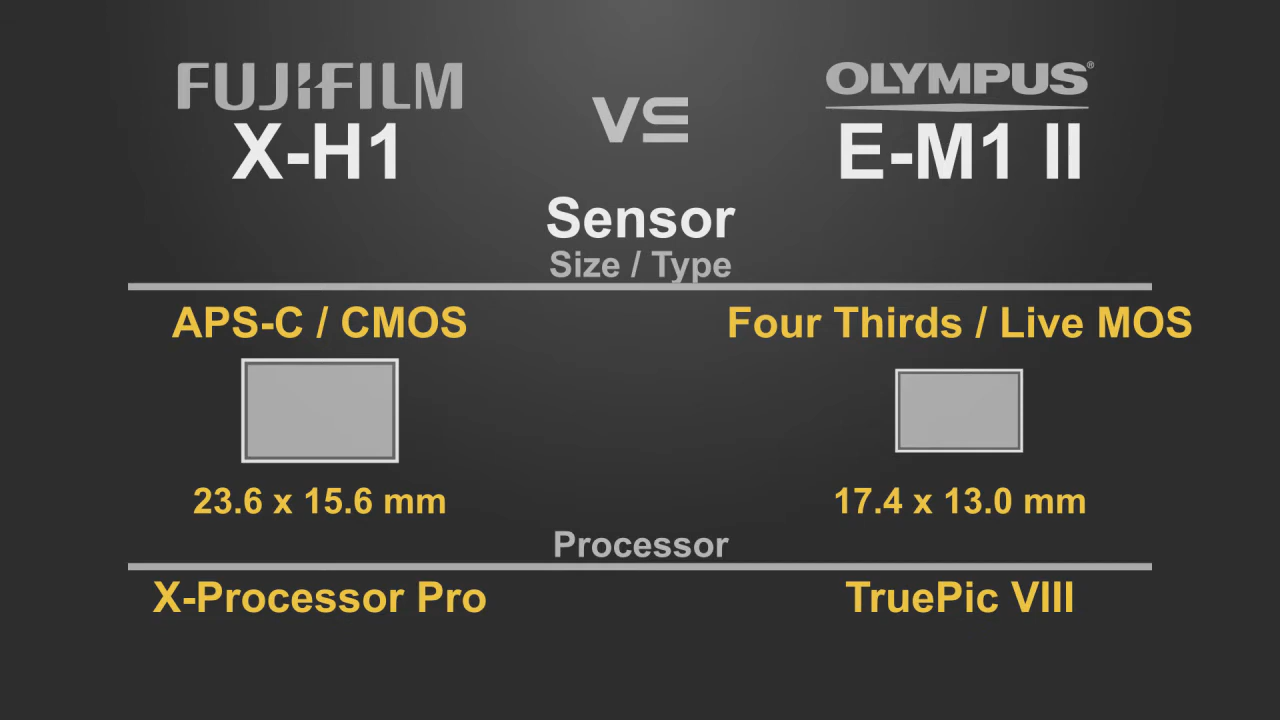 FUJIFILM
X-H1
VS
OLYMPUS®
E-M1 II
Sensor
Size / Type
APS-C / CMOS
Four Thirds / Live MOS
23.6 x 15.6 mm
17.4 x 13.0 mm
Processor
X-Processor Pro
TruePic VIII